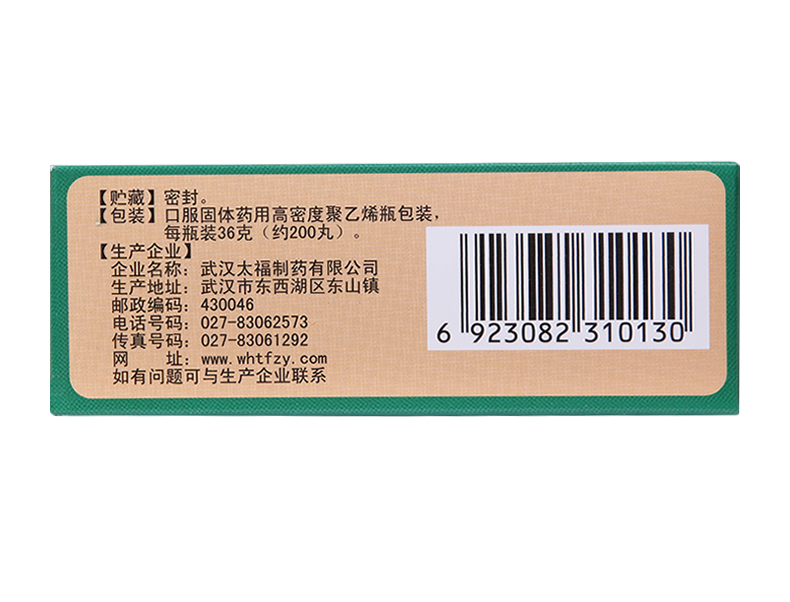 【贮藏】密封。
【包装】口服固体药用高密度聚乙烯瓶包装，
每瓶装36克（约200丸）。
【生产企业】
企业名称：武汉太福制药有限公司
生产地址：武汉市东西湖区东山镇
邮政编码：430046
电话号码：027-83062573
传真号码：027-83061292
网 址：www.whtfzy.com
如有问题可与生产企业联系
6 923082 310130